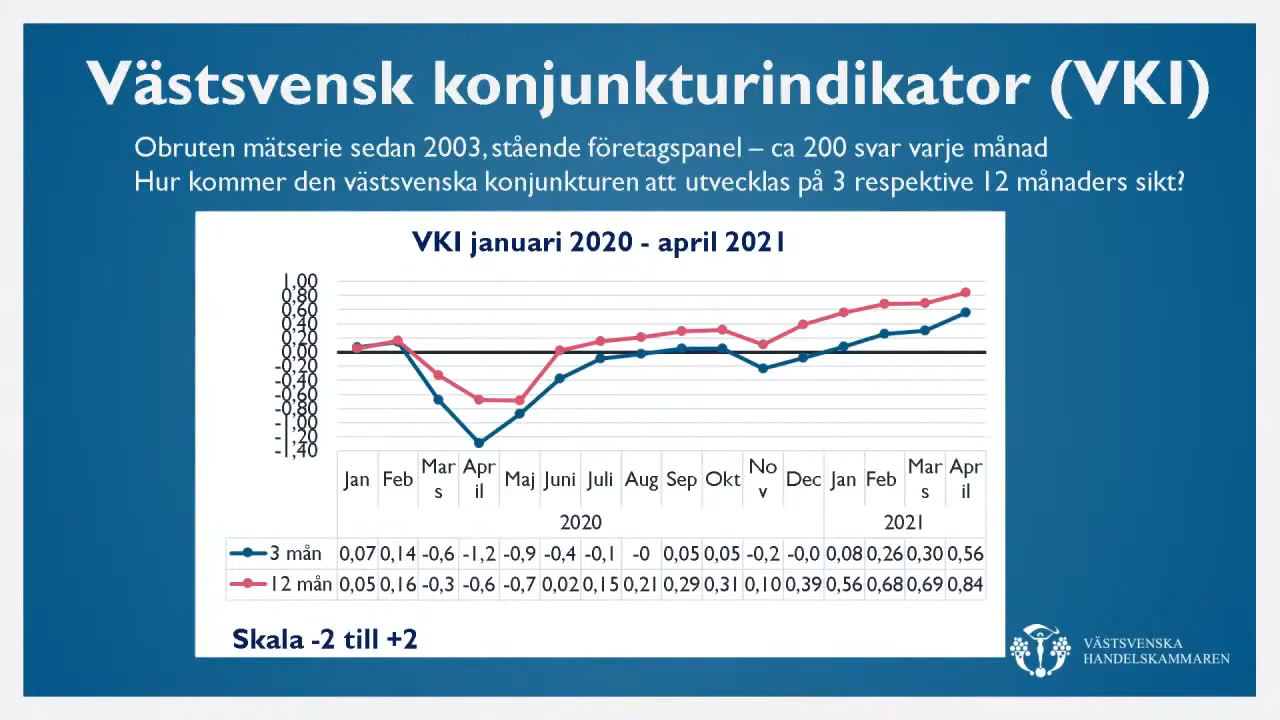 Västsvensk konjunkturindikator (VKI)
Obruten mätserie sedan 2003, stående företagspanel – ca 200 svar varje månad
Hur kommer den västsvenska konjunkturen att utvecklas på 3 respektive 12 månaders sikt?
VKI januari 2020 - april 2021
1,00
0,80
0,60
0,40
0,20
0,00
-0,20
-0,40
-0,60
-0,80
-1,00
-1,20
-1,40
Jan Feb Mars April Maj Juni Juli Aug Sep Okt Nov Dec Jan Feb Mars April
2020 2021
3 mån 0,07 0,14 -0,6 -1,2 -0,9 -0,4 -0,1 -0 0,05 0,05 -0,2 -0,0 0,08 0,26 0,30 0,56
12 mån 0,05 0,16 -0,3 -0,6 -0,7 0,02 0,15 0,21 0,29 0,31 0,10 0,39 0,56 0,68 0,69 0,84
Skala -2 till +2
VÄSTSVENSKA
HANDELSKAMMAREN